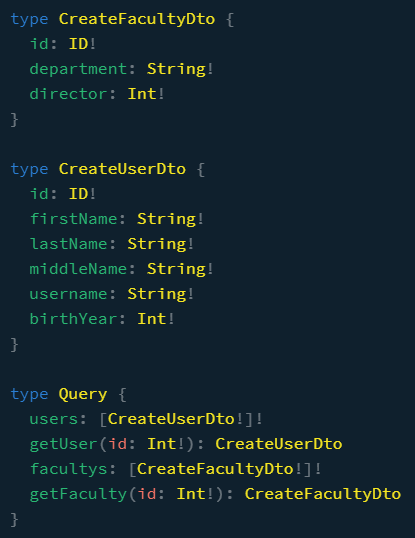 type CreateFacultyDto {
  id: ID!
  department: String!
  director: Int!
}

type CreateUserDto {
  id: ID!
  firstName: String!
  lastName: String!
  middleName: String!
  username: String!
  birthYear: Int!
}

type Query {
  users: [CreateUserDto!]!
  getUser(id: Int!): CreateUserDto
  facultys: [CreateFacultyDto!]!
  getFaculty(id: Int!): CreateFacultyDto
}